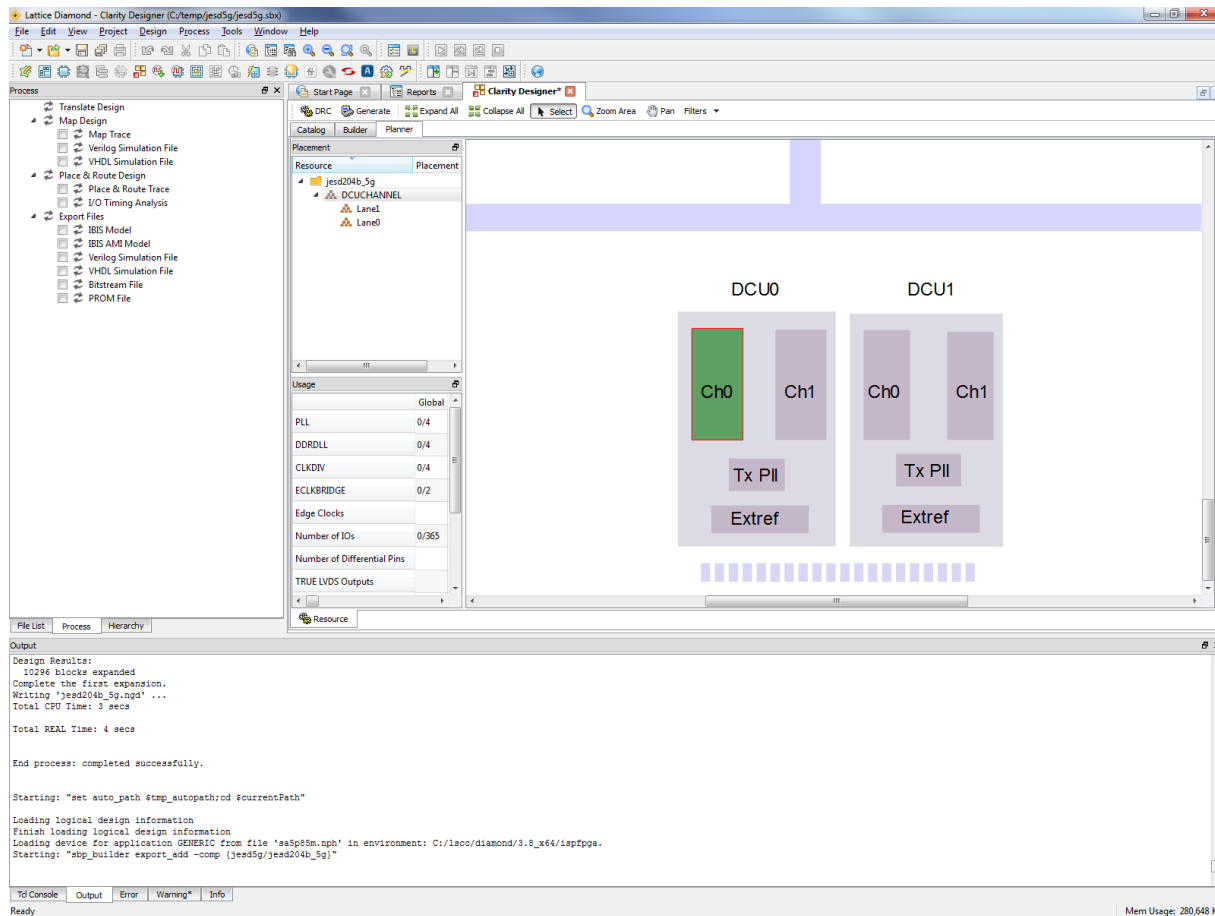 Lattice Diamond - Clarity Designer (C:/temp/jesd5g/jesd5g.sbx)
File Edit View Project Design Process Tools Window Help
Process
Start Page Reports Clarity Designer*
Translate Design
Map Design
Map Trace
Verilog Simulation File
VHDL Simulation File
Place & Route Design
Place & Route Trace
I/O Timing Analysis
Export Files
IBIS Model
IBIS AMI Model
Verilog Simulation File
VHDL Simulation File
Bitstream File
PROM File
File List Process Hierarchy
DRC Generate Expand All Collapse All Select Zoom Area Pan Filters
Catalog Builder Planner
Placement
Resource Placement
jesd204b_5g
DCUCHANNEL
Lane1
Lane0
Usage
Global
PLL 0/4
DDRDLL 0/4
CLKDIV 0/4
ECLKBRIDGE 0/2
Edge Clocks
Number of IOs 0/365
Number of Differential Pins
TRUE LVDS Outputs
Resource
DCU0 DCU1
Ch0 Ch1 Ch0 Ch1
Tx Pll Tx Pll
Extref Extref
Output
Design Results:
10296 blocks expanded
Complete the first expansion.
Writing 'jesd204b_5g.ngd' ...
Total CPU Time: 3 secs
Total REAL Time: 4 secs
End process: completed successfully.
Starting: "set auto_path $tmp_autopath;cd $currentPath"
Loading logical design information
Finish loading logical design information
Loading device for application GENERIC from file 'sa5p85m.nph' in environment: C:/lscc/diamond/3.8_x64/ispfpga.
Starting: "sbp_builder export_add -comp {jesd5g/jesd204b_5g}"
Tcl Console Output Error Warning* Info
Ready
Mem Usage: 280,648 K